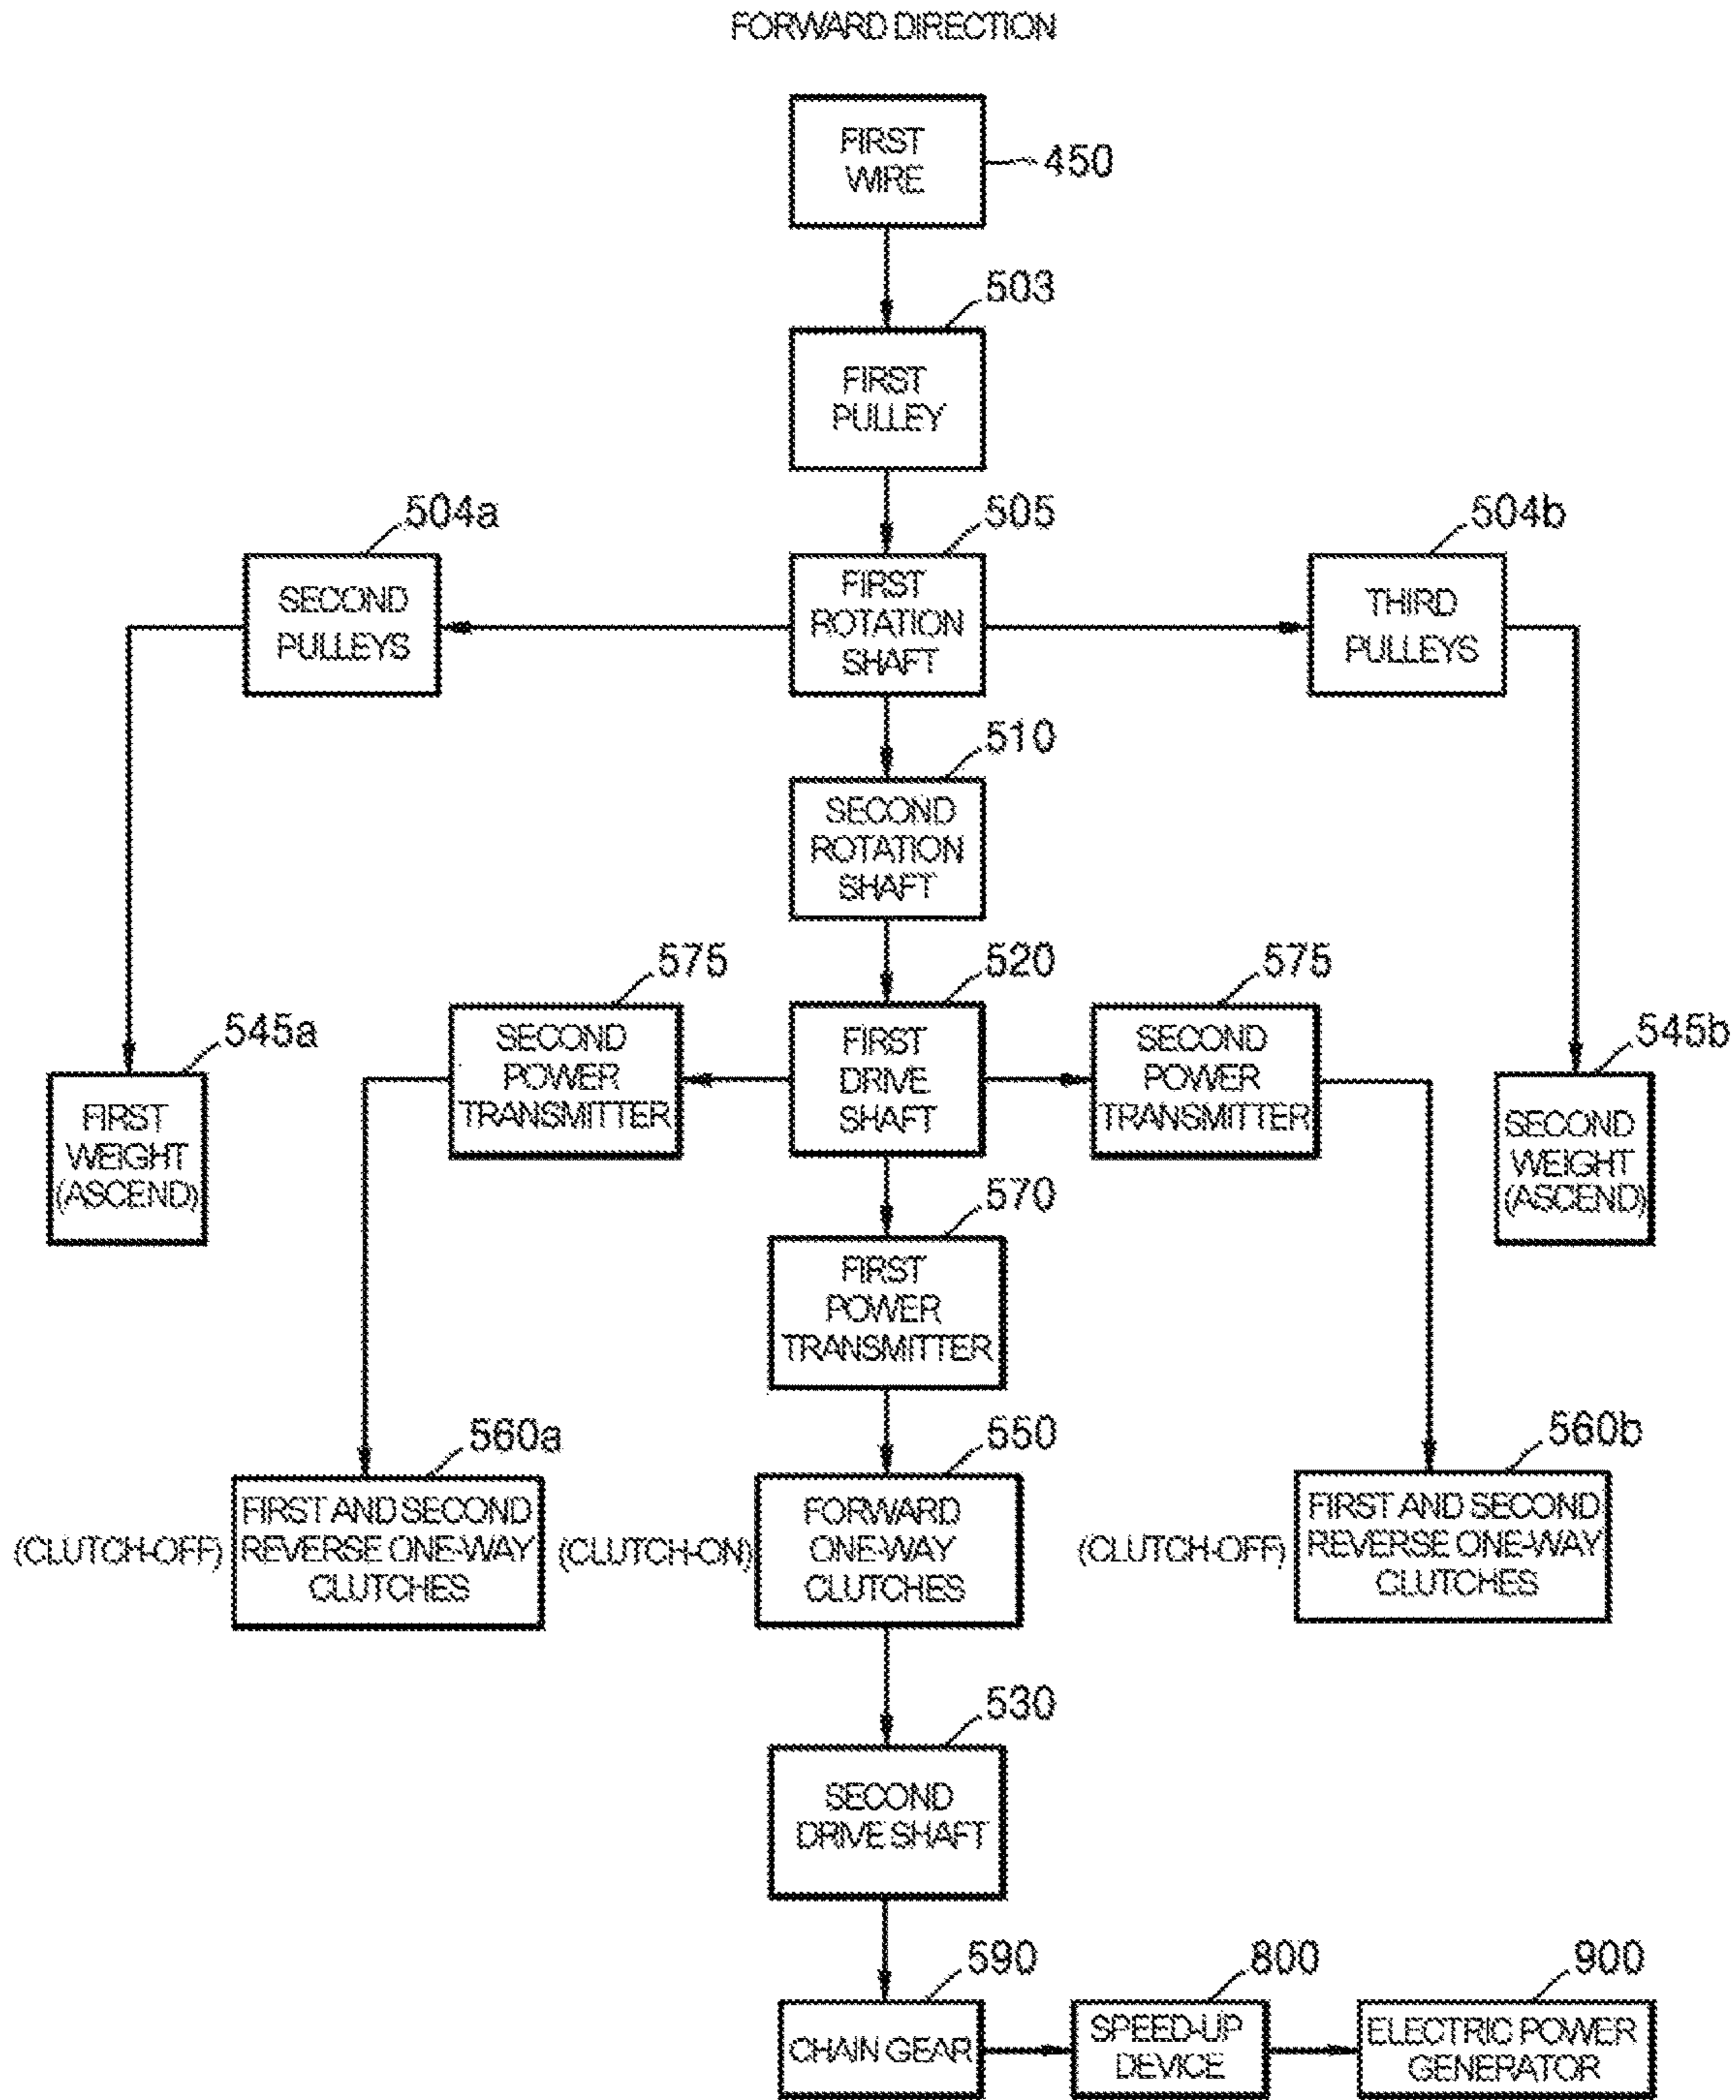 FORWARD DIRECTION
FIRST
WIRE
450
503
FIRST
PULLEY
504a
505
504b
SECOND
PULLEYS
FIRST
ROTATION
SHAFT
THIRD
PULLEYS
510
SECOND
ROTATION
SHAFT
575
520
575
545a
SECOND
POWER
TRANSMITTER
FIRST
DRIVE
SHAFT
SECOND
POWER
TRANSMITTER
545b
FIRST
WEIGHT
(ASCEND)
SECOND
WEIGHT
(ASCEND)
570
FIRST
POWER
TRANSMITTER
560a
550
560b
(CLUTCH-OFF)
FIRST AND SECOND
REVERSE ONE-WAY
CLUTCHES
(CLUTCH-ON)
FORWARD
ONE-WAY
CLUTCHES
(CLUTCH-OFF)
FIRST AND SECOND
REVERSE ONE-WAY
CLUTCHES
530
SECOND
DRIVE SHAFT
590
800
900
CHAIN GEAR
SPEED-UP
DEVICE
ELECTRIC POWER
GENERATOR